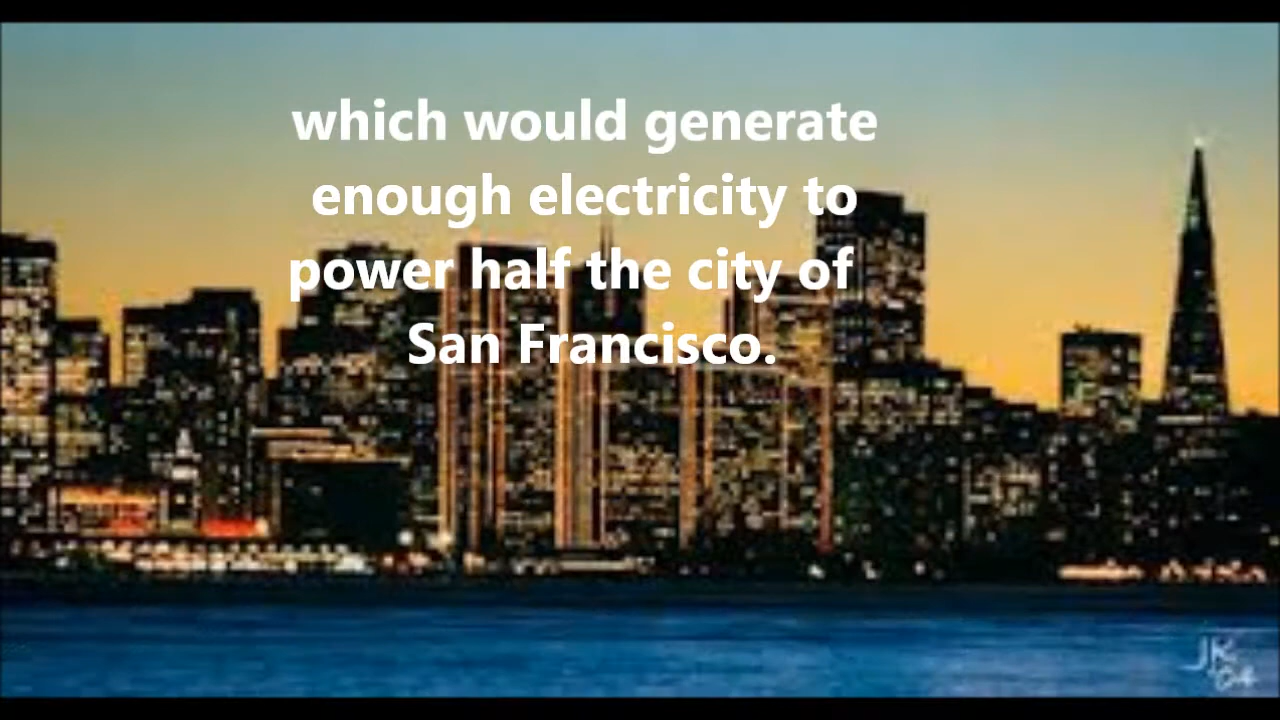 which would generate
enough electricity to
power half the city of
San Francisco.